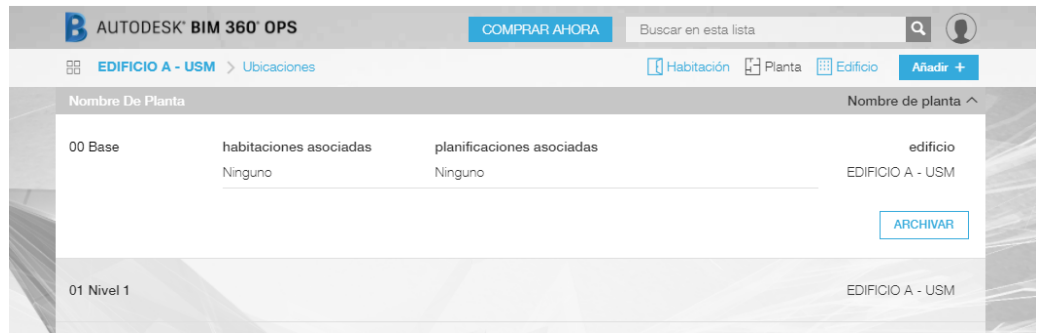 AUTODESK® BIM 360® OPS COMPRAR AHORA Buscar en esta lista
EDIFICIO A - USM > Ubicaciones Habitación Planta Edificio Añadir +
Nombre De Planta Nombre de planta
00 Base habitaciones asociadas planificaciones asociadas edificio
Ninguno Ninguno EDIFICIO A - USM
ARCHIVAR
01 Nivel 1 EDIFICIO A - USM